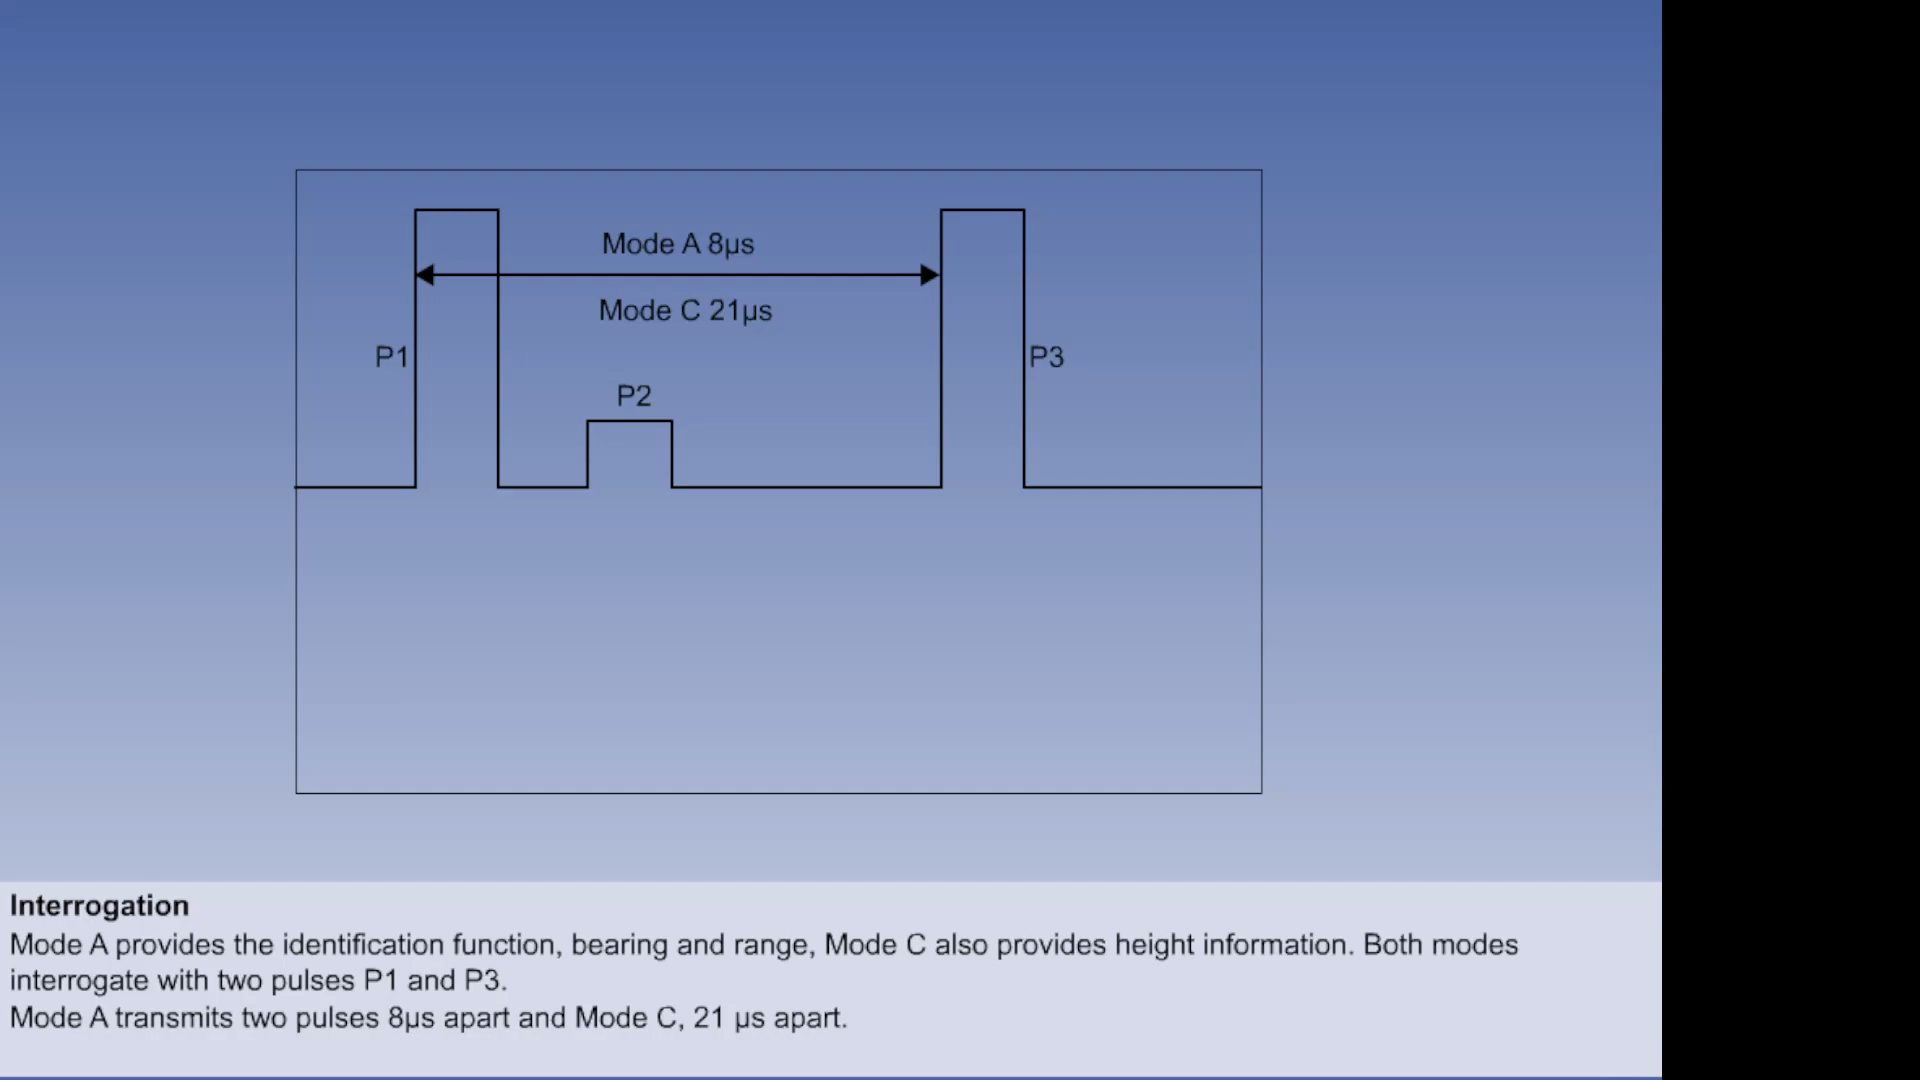 Mode A 8µs
Mode C 21µs
P1
P3
P2
Interrogation
Mode A provides the identification function, bearing and range, Mode C also provides height information. Both modes
interrogate with two pulses P1 and P3.
Mode A transmits two pulses 8µs apart and Mode C, 21 µs apart.